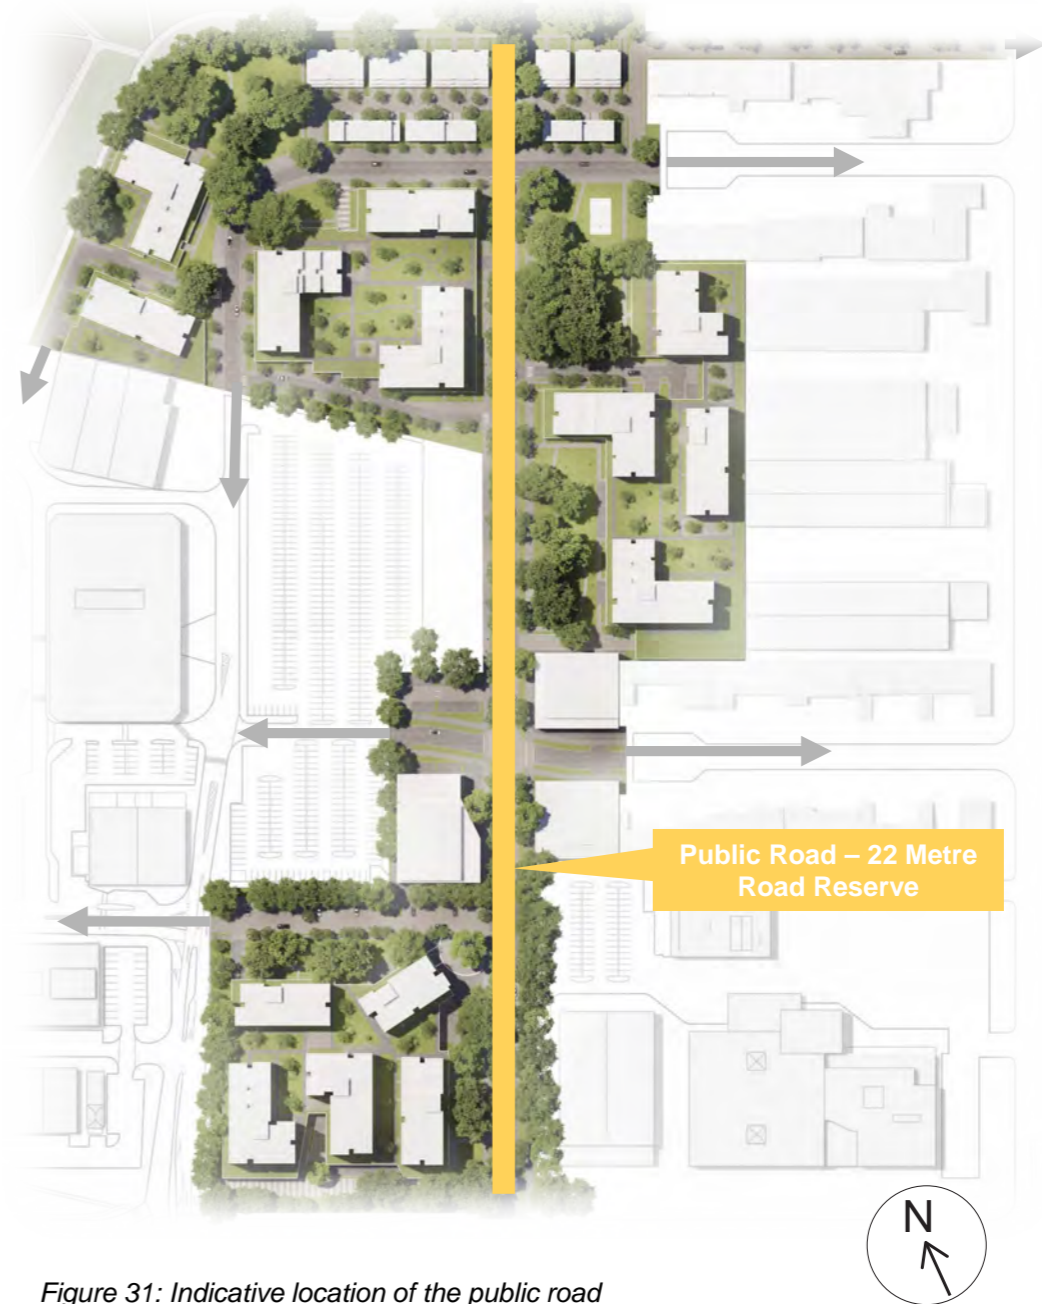 Public Road – 22 Metre
Road Reserve
N
Figure 31: Indicative location of the public road